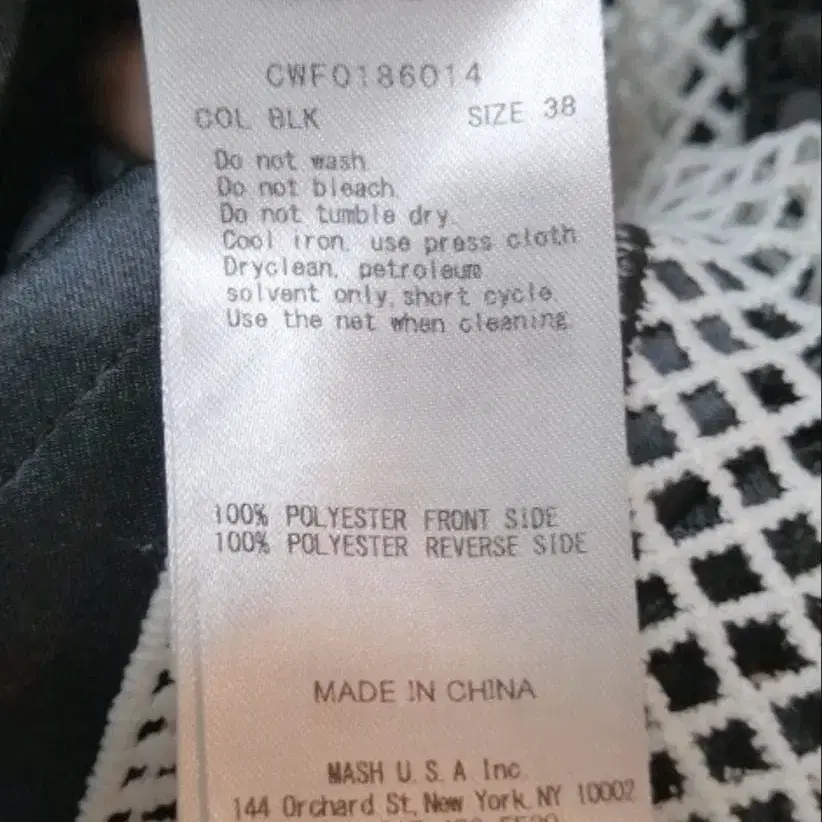 CWFO186014
COL BLK SIZE 38
Do not wash
Do not bleach.
Do not tumble dry.
Cool iron, use press cloth
Dryclean, petroleum
solvent only, short cycle.
Use the net when cleaning.
100% POLYESTER FRONT SIDE
100% POLYESTER REVERSE SIDE
MADE IN CHINA
MASH U.S.A Inc.
144 Orchard St, New York, NY 10002